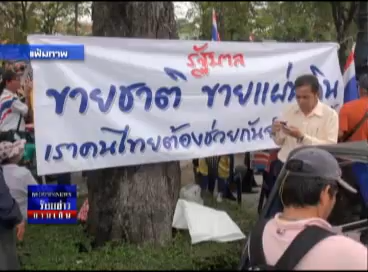 แฟ้มภาพ
รัฐบาล
ขายชาติ ขายแผ่นดิน
เราคนไทยต้องช่วยกัน